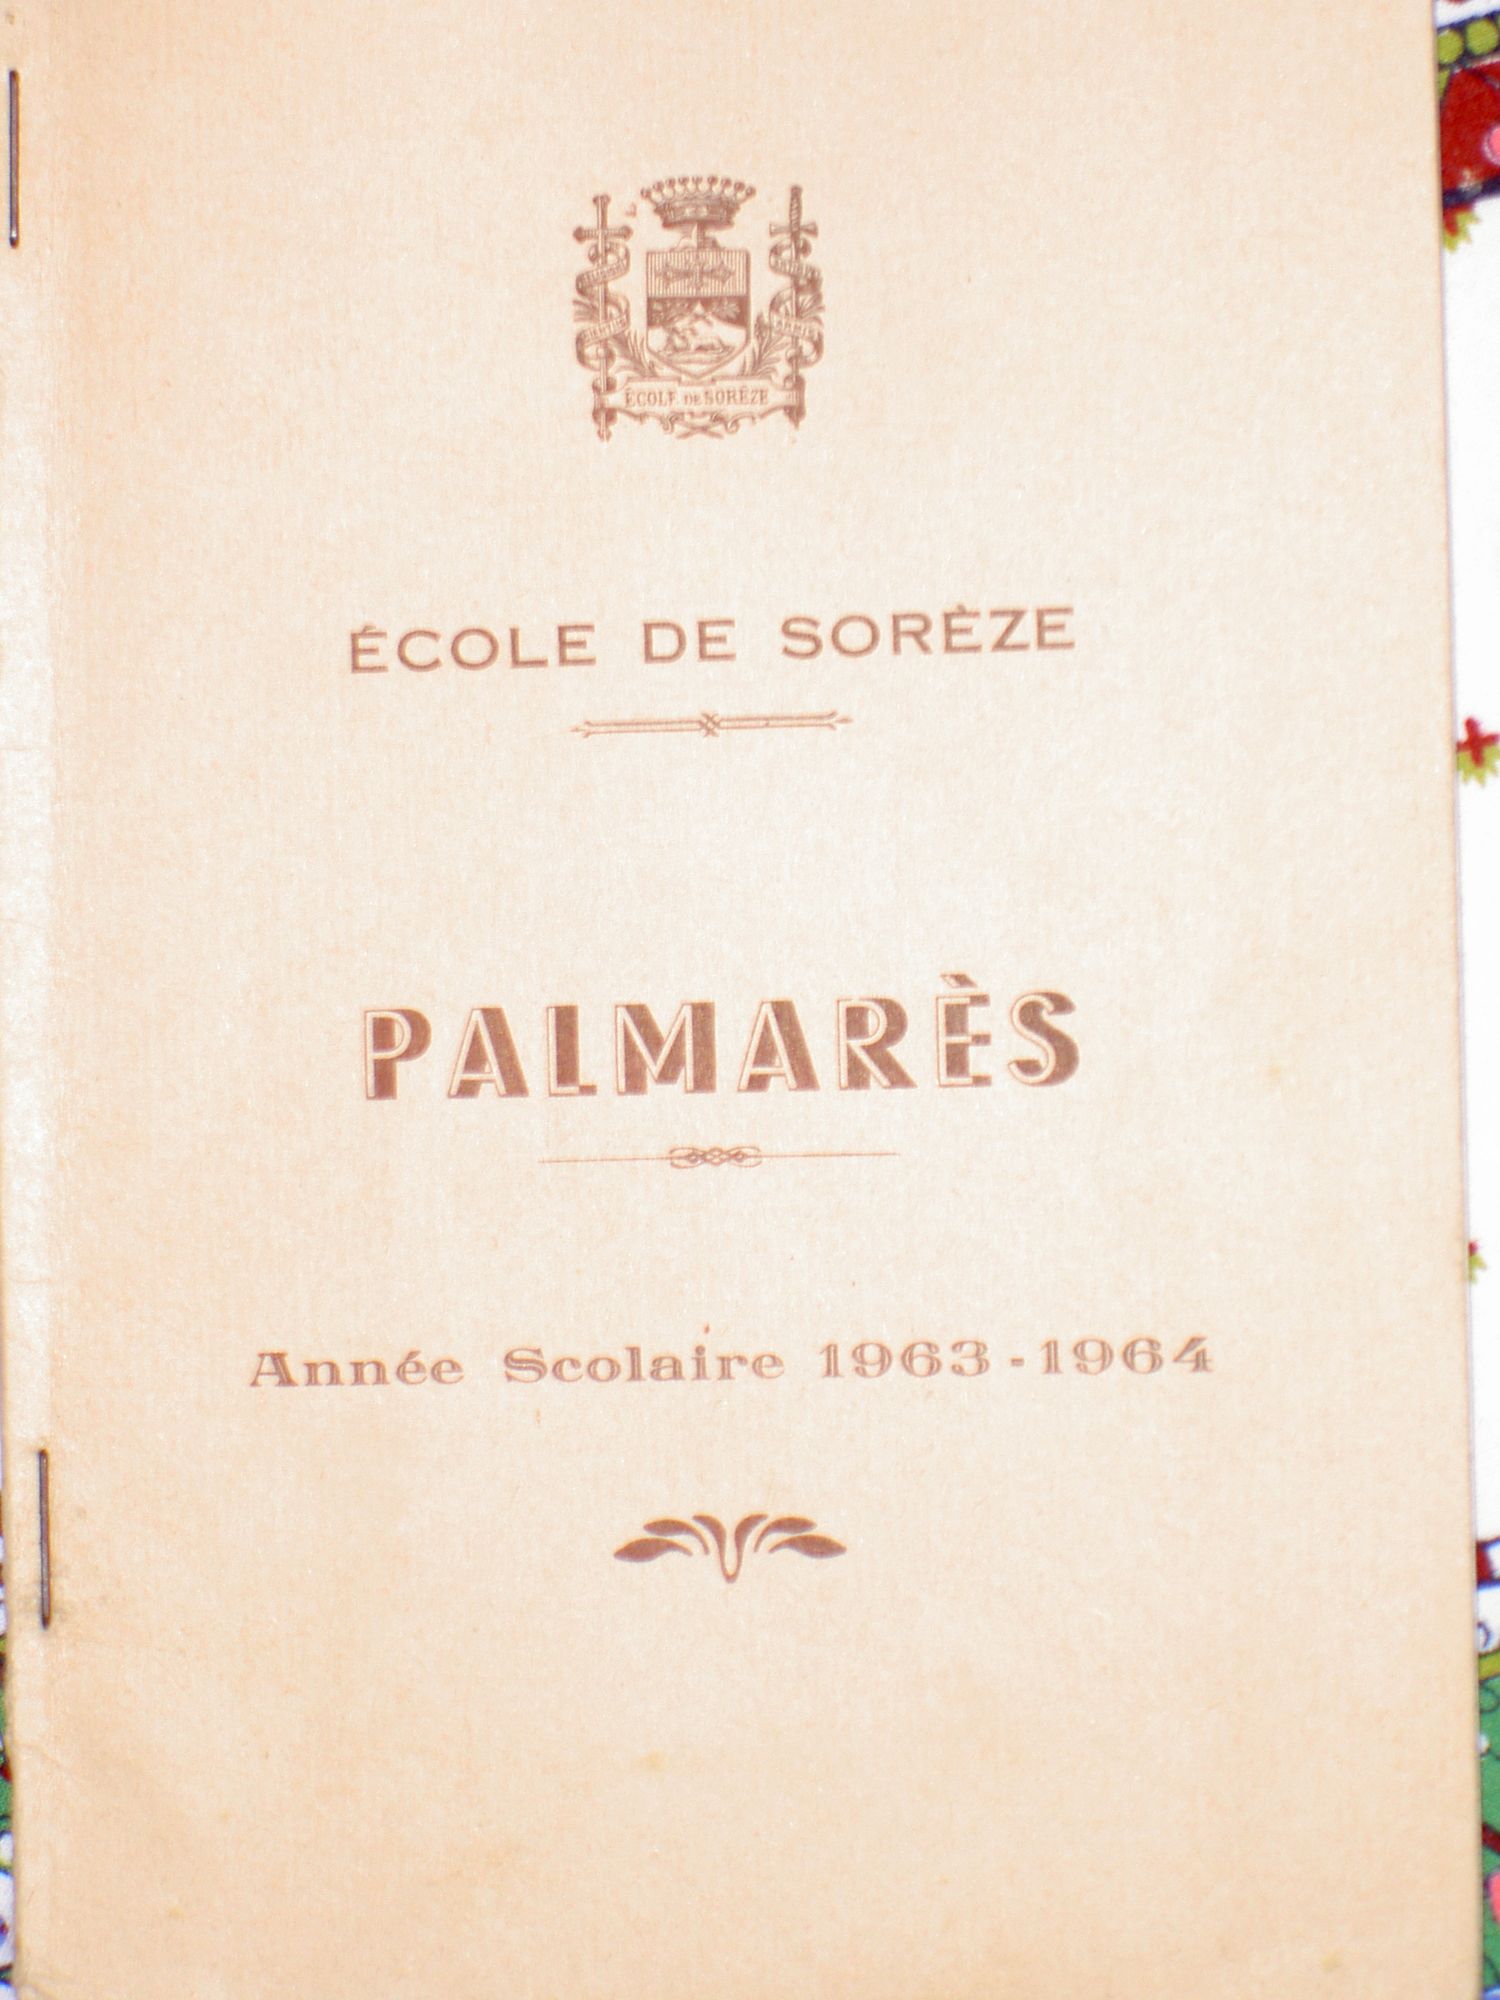 ÉCOLE DE SORÈZE
ÉCOLE DE SORÈZE
PALMARÈS
Année Scolaire 1963-1964